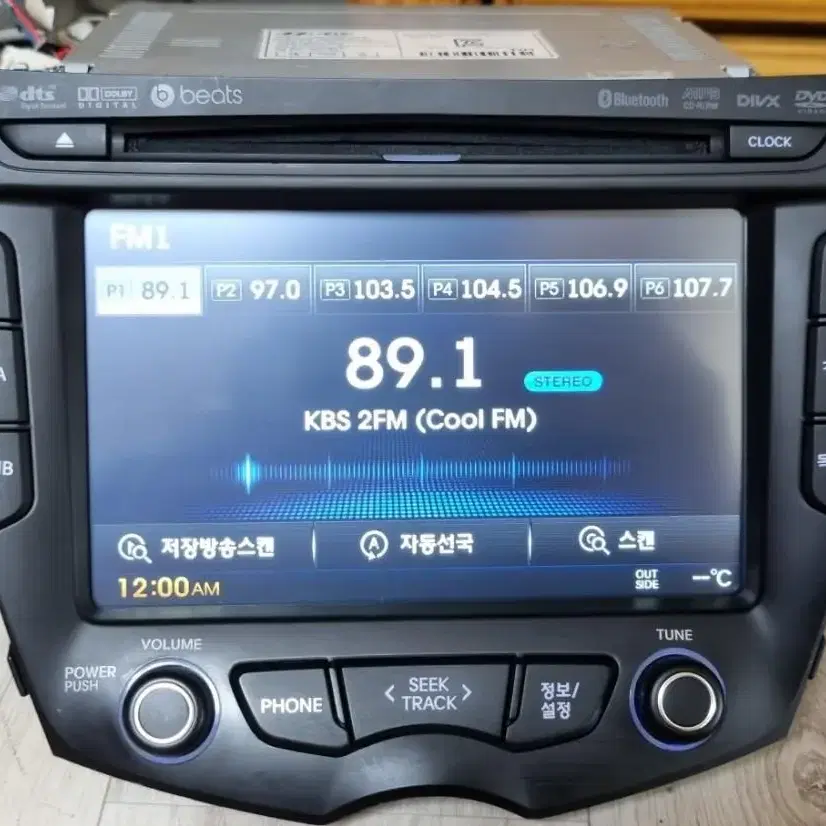 dts
DOLBY
DIGITAL
beats
Bluetooth
DIVX
DVD
CLOCK
FM1
P1 89.1
P2 97.0
P3 103.5
P4 104.5
P5 106.9
P6 107.7
89.1
STEREO
KBS 2FM (Cool FM)
저장방송스캔
자동선국
스캔
12:00 AM
OUT
SIDE
--°C
VOLUME
TUNE
POWER
PUSH
PHONE
< SEEK
TRACK >
정보/
설정